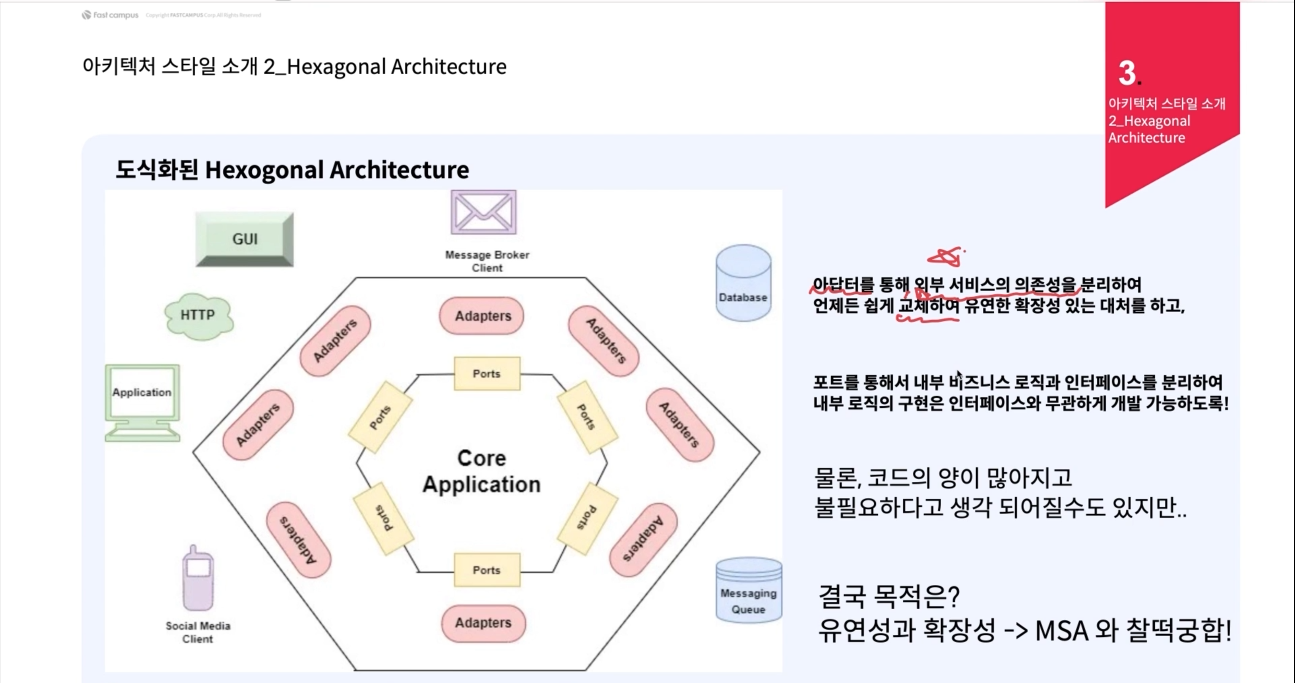 fast campus Copyright FASTCAMPUS Corp. All Rights Reserved
아키텍처 스타일 소개 2_Hexagonal Architecture
3.
아키텍처 스타일 소개
2_Hexagonal
Architecture
도식화된 Hexogonal Architecture
GUI
Message Broker
Client
Database
HTTP
Application
Social Media
Client
Messaging
Queue
Adapters
Adapters
Adapters
Adapters
Adapters
Adapters
Adapters
Adapters
Ports
Ports
Ports
Ports
Ports
Ports
Core
Application
아답터를 통해 외부 서비스의 의존성을 분리하여
언제든 쉽게 교체하여 유연한 확장성 있는 대처를 하고,
포트를 통해서 내부 비즈니스 로직과 인터페이스를 분리하여
내부 로직의 구현은 인터페이스와 무관하게 개발 가능하도록!
물론, 코드의 양이 많아지고
불필요하다고 생각 되어질수도 있지만..
결국 목적은?
유연성과 확장성 -> MSA 와 찰떡궁합!